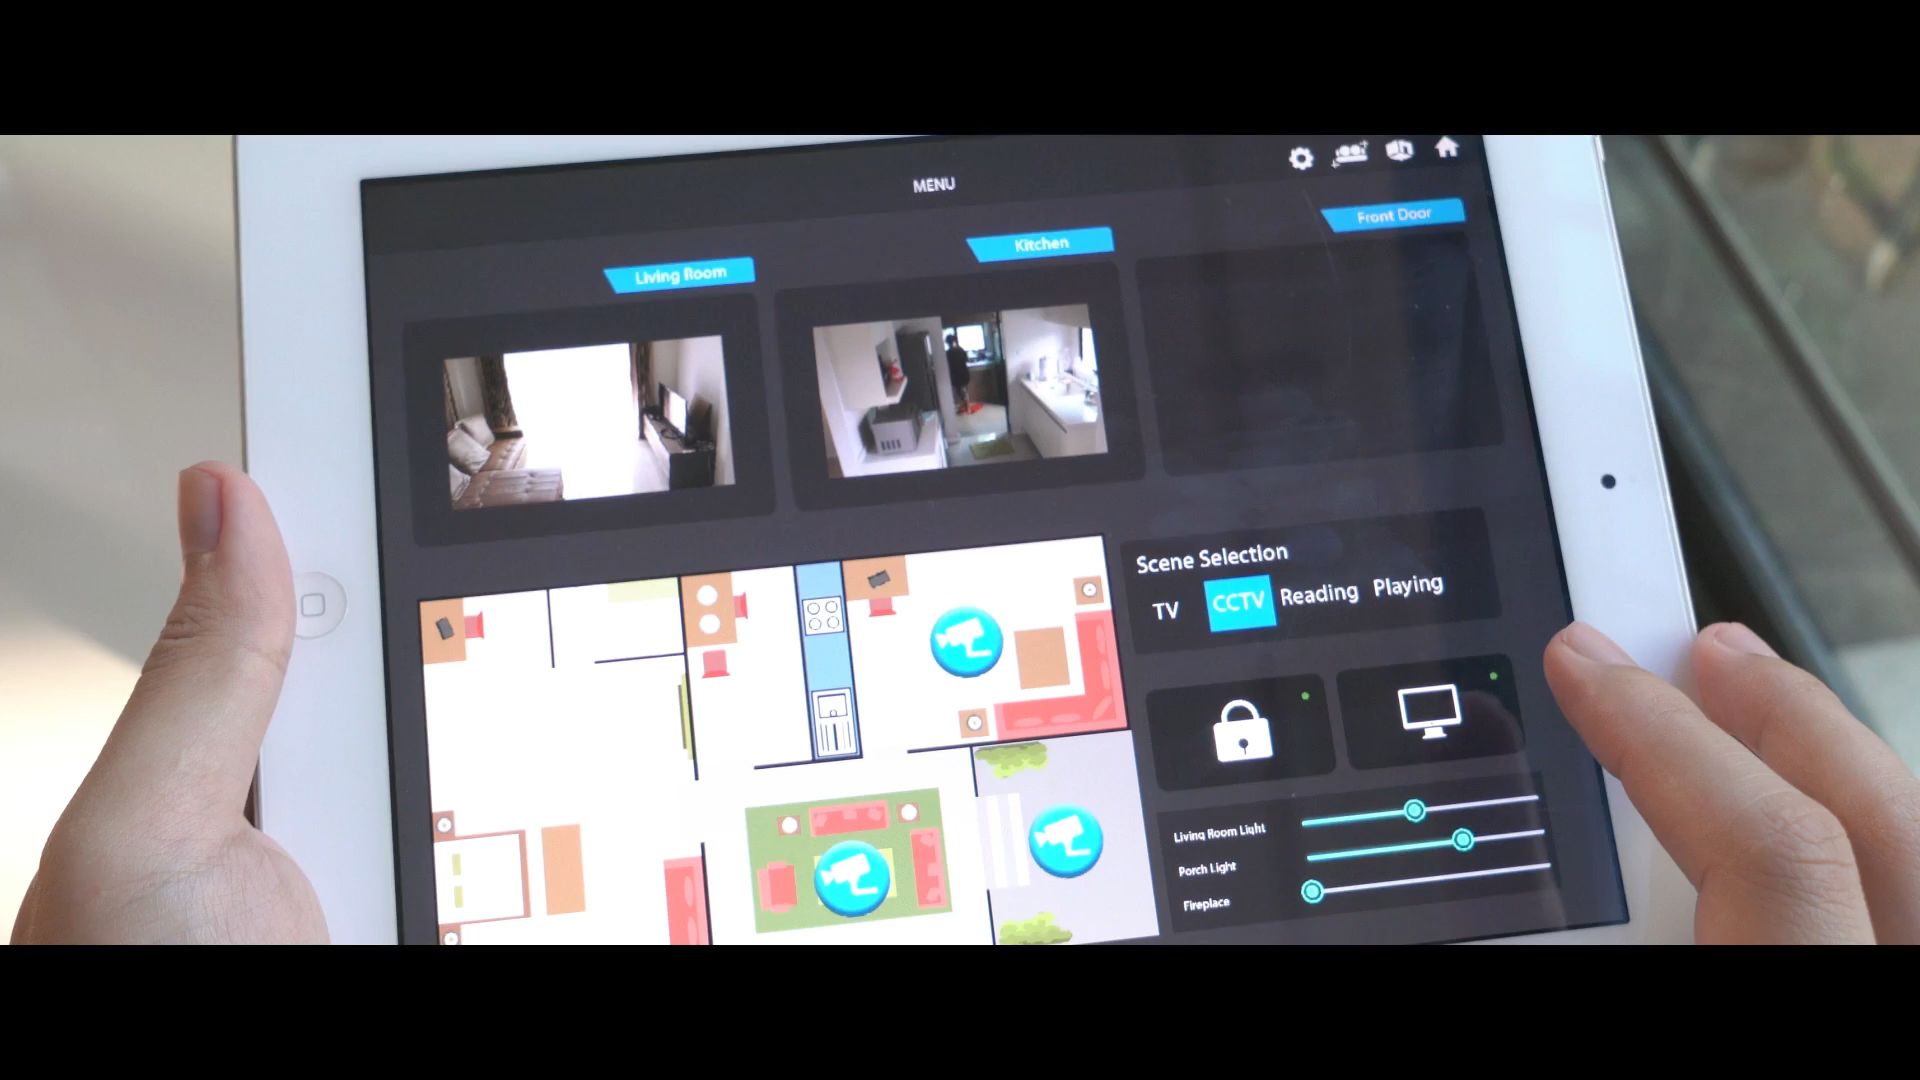 MENU
Living Room
Kitchen
Front Door
Scene Selection
TV CCTV Reading Playing
Living Room Light
Porch Light
Fireplace